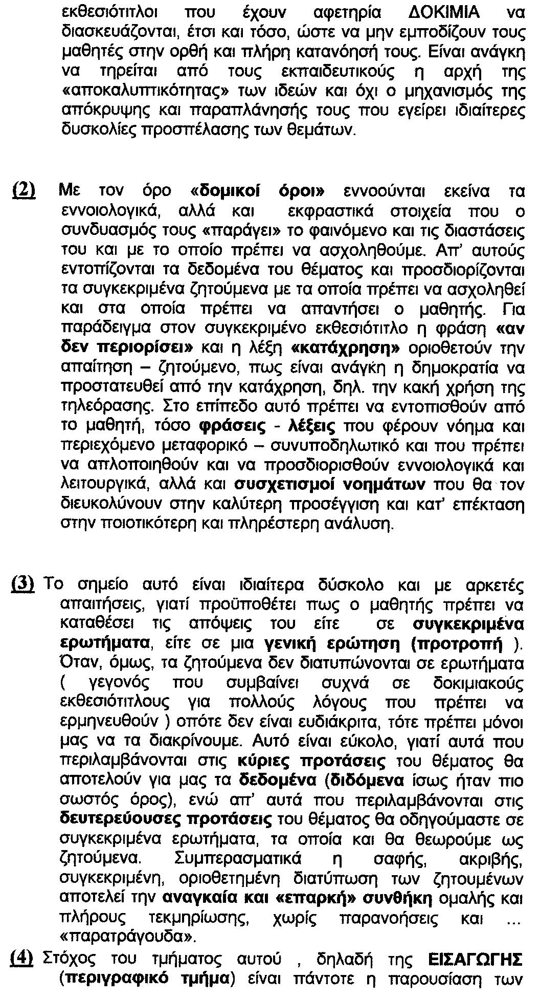 εκθεσιότιτλοι που έχουν αφετηρία ΔΟΚΙΜΙΑ να
διασκευάζονται, έτσι και τόσο, ώστε να μην εμποδίζουν τους
μαθητές στην ορθή και πλήρη κατανόησή τους. Είναι ανάγκη
να τηρείται από τους εκπαιδευτικούς η αρχή της
«αποκαλυπτικότητας» των ιδεών και όχι ο μηχανισμός της
απόκρυψης και παραπλάνησής τους που εγείρει ιδιαίτερες
δυσκολίες προσπέλασης των θεμάτων.
(2) Με τον όρο «δομικοί όροι» εννοούνται εκείνα τα
εννοιολογικά, αλλά και εκφραστικά στοιχεία που ο
συνδυασμός τους «παράγει» το φαινόμενο και τις διαστάσεις
του και με το οποίο πρέπει να ασχοληθούμε. Απ’ αυτούς
εντοπίζονται τα δεδομένα του θέματος και προσδιορίζονται
τα συγκεκριμένα ζητούμενα με τα οποία πρέπει να ασχοληθεί
και στα οποία πρέπει να απαντήσει ο μαθητής. Για
παράδειγμα στον συγκεκριμένο εκθεσιότιτλο η φράση «αν
δεν περιορίσει» και η λέξη «κατάχρηση» οριοθετούν την
απαίτηση – ζητούμενο, πως είναι ανάγκη η δημοκρατία να
προστατευθεί από την κατάχρηση, δηλ. την κακή χρήση της
τηλεόρασης. Στο επίπεδο αυτό πρέπει να εντοπισθούν από
το μαθητή, τόσο φράσεις - λέξεις που φέρουν νόημα και
περιεχόμενο μεταφορικό – συνυποδηλωτικό και που πρέπει
να απλοποιηθούν και να προσδιορισθούν εννοιολογικά και
λειτουργικά, αλλά και συσχετισμοί νοημάτων που θα τον
διευκολύνουν στην καλύτερη προσέγγιση και κατ’ επέκταση
στην ποιοτικότερη και πληρέστερη ανάλυση.
(3) Το σημείο αυτό είναι ιδιαίτερα δύσκολο και με αρκετές
απαιτήσεις, γιατί προϋποθέτει πως ο μαθητής πρέπει να
καταθέσει τις απόψεις του είτε σε συγκεκριμένα
ερωτήματα, είτε σε μια γενική ερώτηση (προτροπή ).
Όταν, όμως, τα ζητούμενα δεν διατυπώνονται σε ερωτήματα
( γεγονός που συμβαίνει συχνά σε δοκιμιακούς
εκθεσιότιτλους για πολλούς λόγους που πρέπει να
ερμηνευθούν ) οπότε δεν είναι ευδιάκριτα, τότε πρέπει μόνοι
μας να τα διακρίνουμε. Αυτό είναι εύκολο, γιατί αυτά που
περιλαμβάνονται στις κύριες προτάσεις του θέματος θα
αποτελούν για μας τα δεδομένα (διδόμενα ίσως ήταν πιο
σωστός όρος), ενώ απ’ αυτά που περιλαμβάνονται στις
δευτερεύουσες προτάσεις του θέματος θα οδηγούμαστε σε
συγκεκριμένα ερωτήματα, τα οποία και θα θεωρούμε ως
ζητούμενα. Συμπερασματικά η σαφής, ακριβής,
συγκεκριμένη, οριοθετημένη διατύπωση των ζητουμένων
αποτελεί την αναγκαία και «επαρκή» συνθήκη ομαλής και
πλήρους τεκμηρίωσης, χωρίς παρανοήσεις και ...
«παρατράγουδα».
(4) Στόχος του τμήματος αυτού , δηλαδή της ΕΙΣΑΓΩΓΗΣ
(περιγραφικό τμήμα) είναι πάντοτε η παρουσίαση των